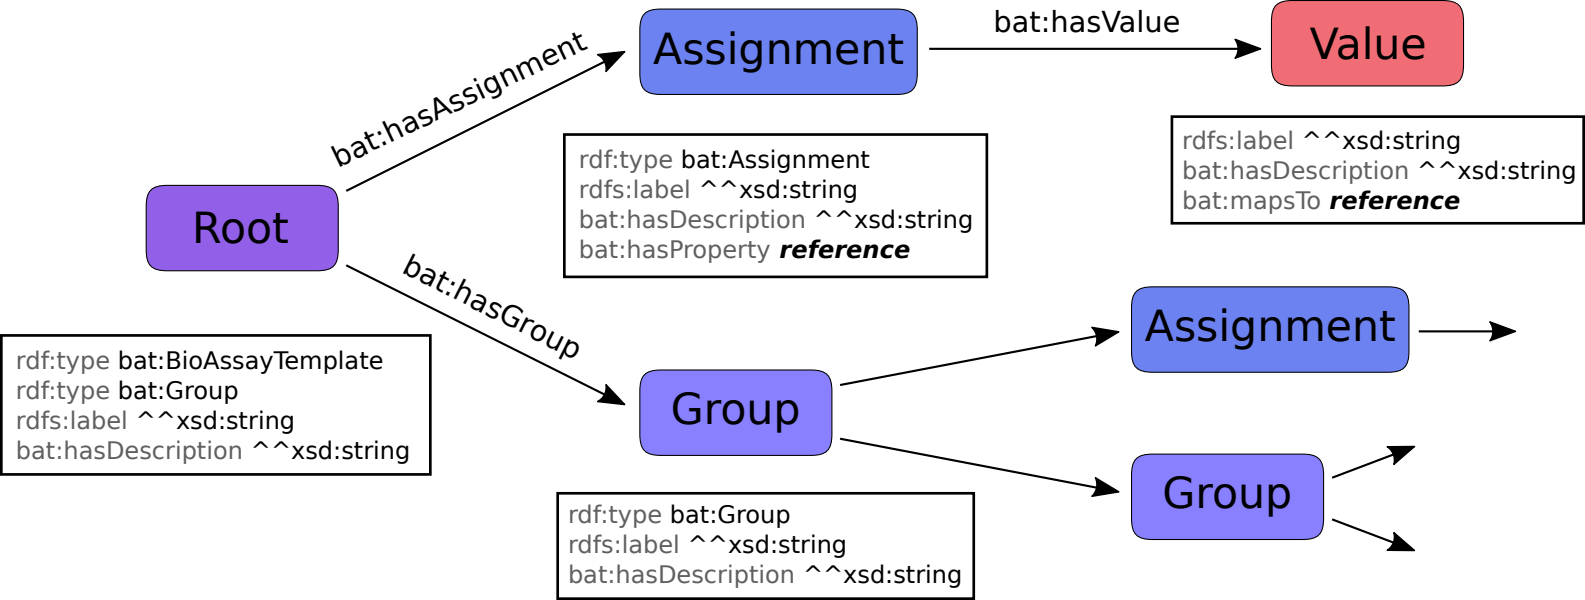 bat:hasAssignment
Assignment
bat:hasValue
Value
Root
rdf:type bat:Assignment
rdfs:label ^^xsd:string
bat:hasDescription ^^xsd:string
bat:hasProperty reference
rdfs:label ^^xsd:string
bat:hasDescription ^^xsd:string
bat:mapsTo reference
bat:hasGroup
rdf:type bat:BioAssayTemplate
rdf:type bat:Group
rdfs:label ^^xsd:string
bat:hasDescription ^^xsd:string
Group
Assignment
Group
rdf:type bat:Group
rdfs:label ^^xsd:string
bat:hasDescription ^^xsd:string